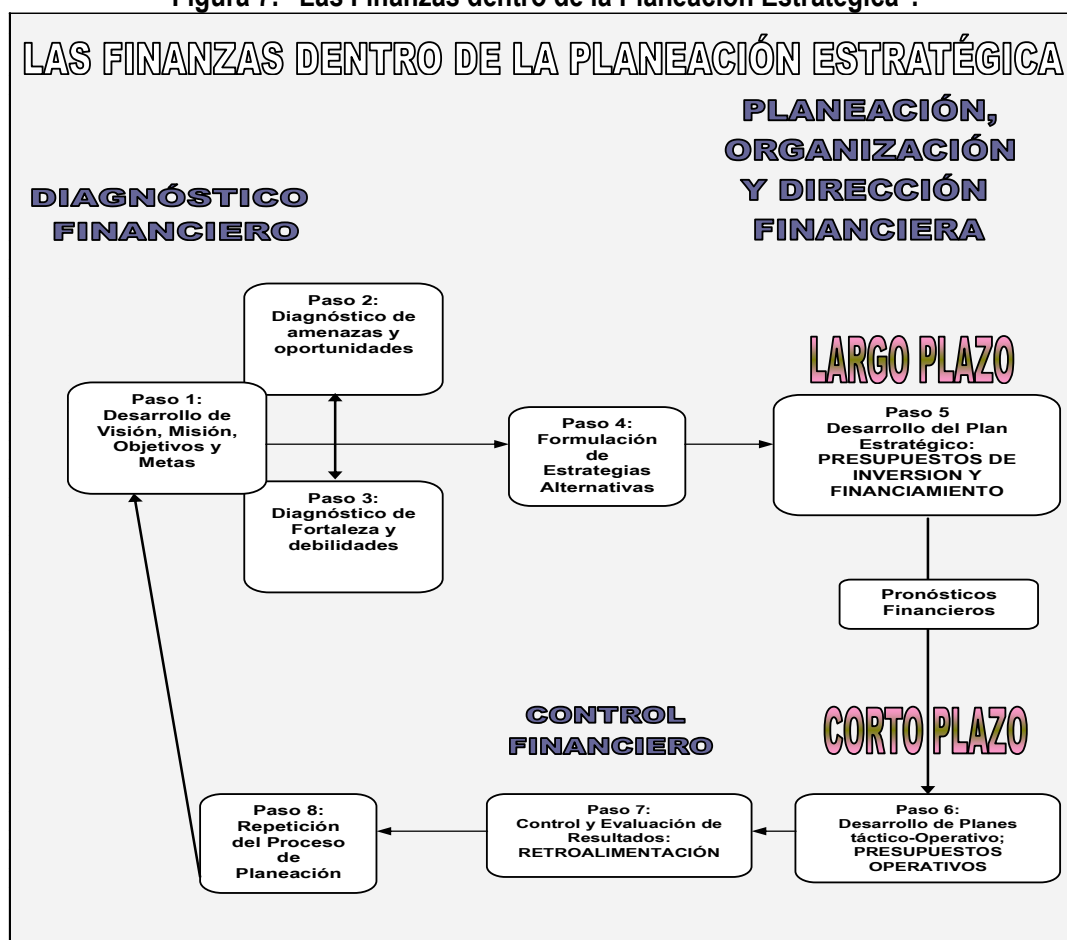 Figura 7. "Las Finanzas dentro de la Planeación Estratégica".
LAS FINANZAS DENTRO DE LA PLANEACIÓN ESTRATÉGICA
PLANEACIÓN,
ORGANIZACIÓN
Y DIRECCIÓN
FINANCIERA
DIAGNÓSTICO
FINANCIERO
Paso 2:
Diagnóstico de
amenazas y
oportunidades
LARGO PLAZO
Paso 1:
Desarrollo de
Visión, Misión,
Objetivos y
Metas
Paso 4:
Formulación
de
Estrategias
Alternativas
Paso 5
Desarrollo del Plan
Estratégico:
PRESUPUESTOS DE
INVERSION Y
FINANCIAMIENTO
Paso 3:
Diagnóstico de
Fortaleza y
debilidades
Pronósticos
Financieros
CONTROL
FINANCIERO
CORTO PLAZO
Paso 8:
Repetición
del Proceso
de
Planeación
Paso 7:
Control y Evaluación de
Resultados:
RETROALIMENTACIÓN
Paso 6:
Desarrollo de Planes
táctico-Operativo;
PRESUPUESTOS
OPERATIVOS